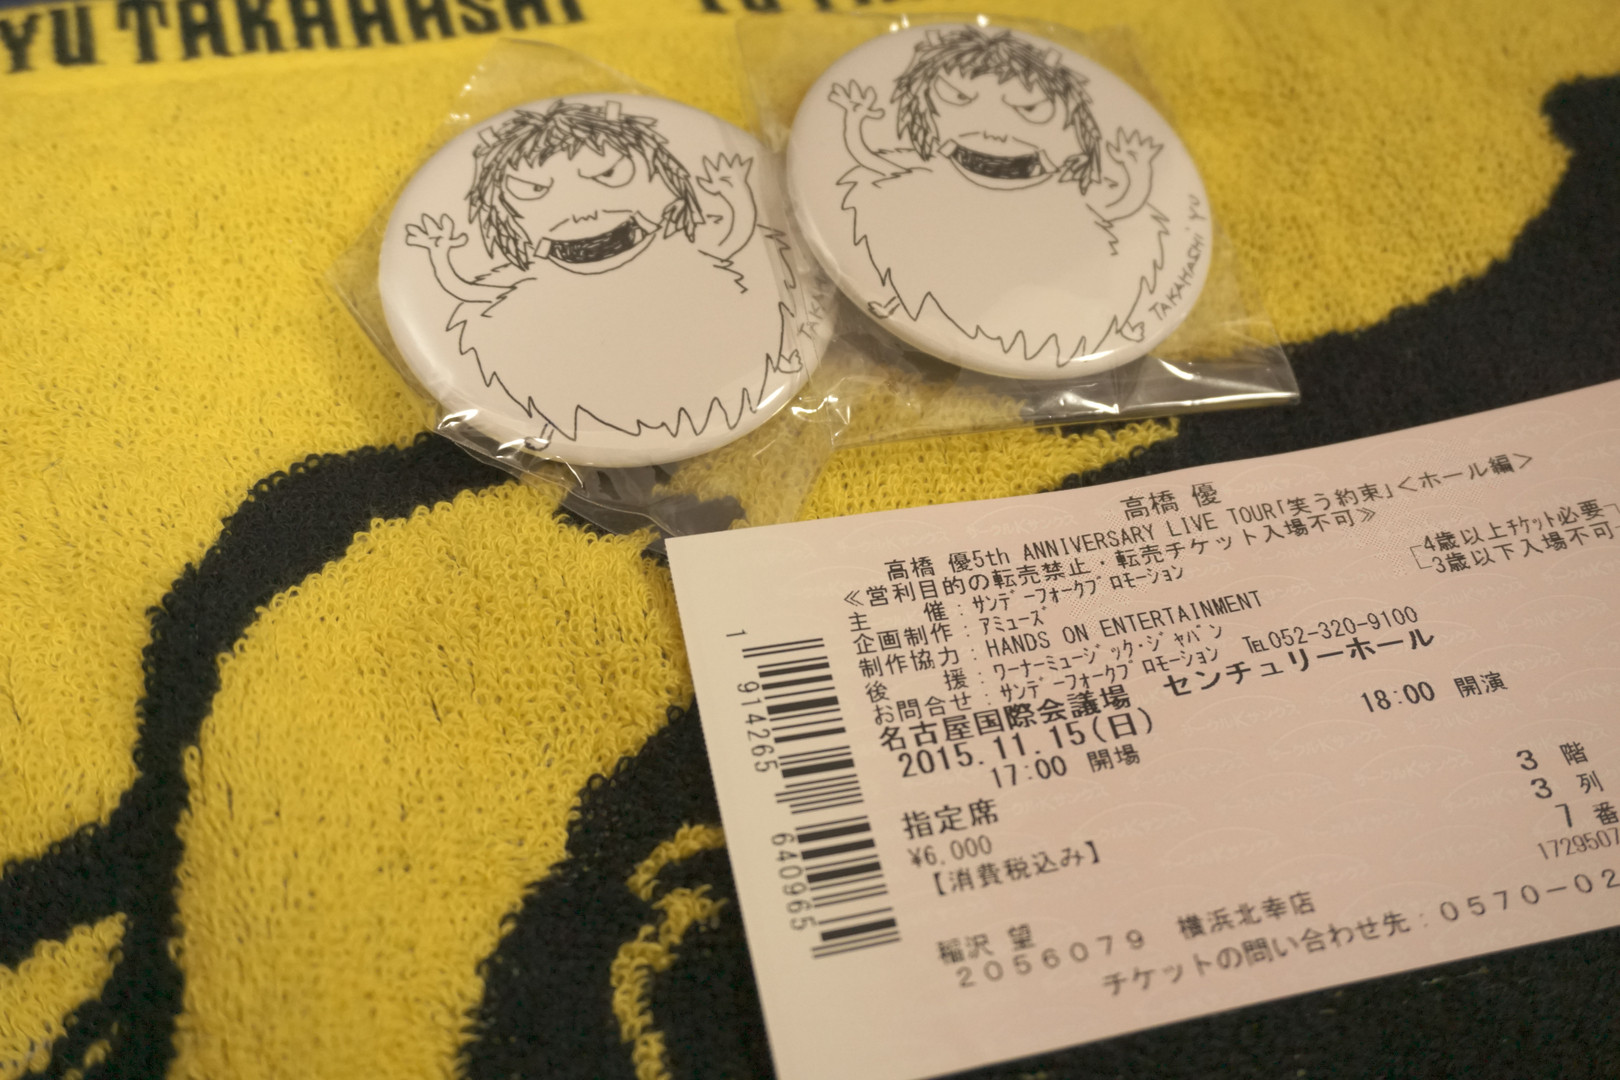 YU TAKAHASHI YU TA
TAKAHASHI YU
TAKAHASHI YU
高橋 優
高橋 優5th ANNIVERSARY LIVE TOUR「笑う約束」<ホール編>
≪営利目的の転売禁止・転売チケット入場不可≫
「4歳以上チケット必要
└3歳以下入場不可
主 催:サンデーフォークプロモーション
企画制作:アミューズ
制作協力:HANDS ON ENTERTAINMENT
後 援:ワーナーミュージック・ジャパン
お問合せ:サンデーフォークプロモーション ℡052-320-9100
名古屋国際会議場 センチュリーホール
2015.11.15(日)
17:00 開場 18:00 開演
指定席 3 階
¥6,000 3 列
【消費税込み】 7 番
1729507
稲沢 望
2056079 横浜北幸店
チケットの問い合わせ先:0570-02
1 914265 640965